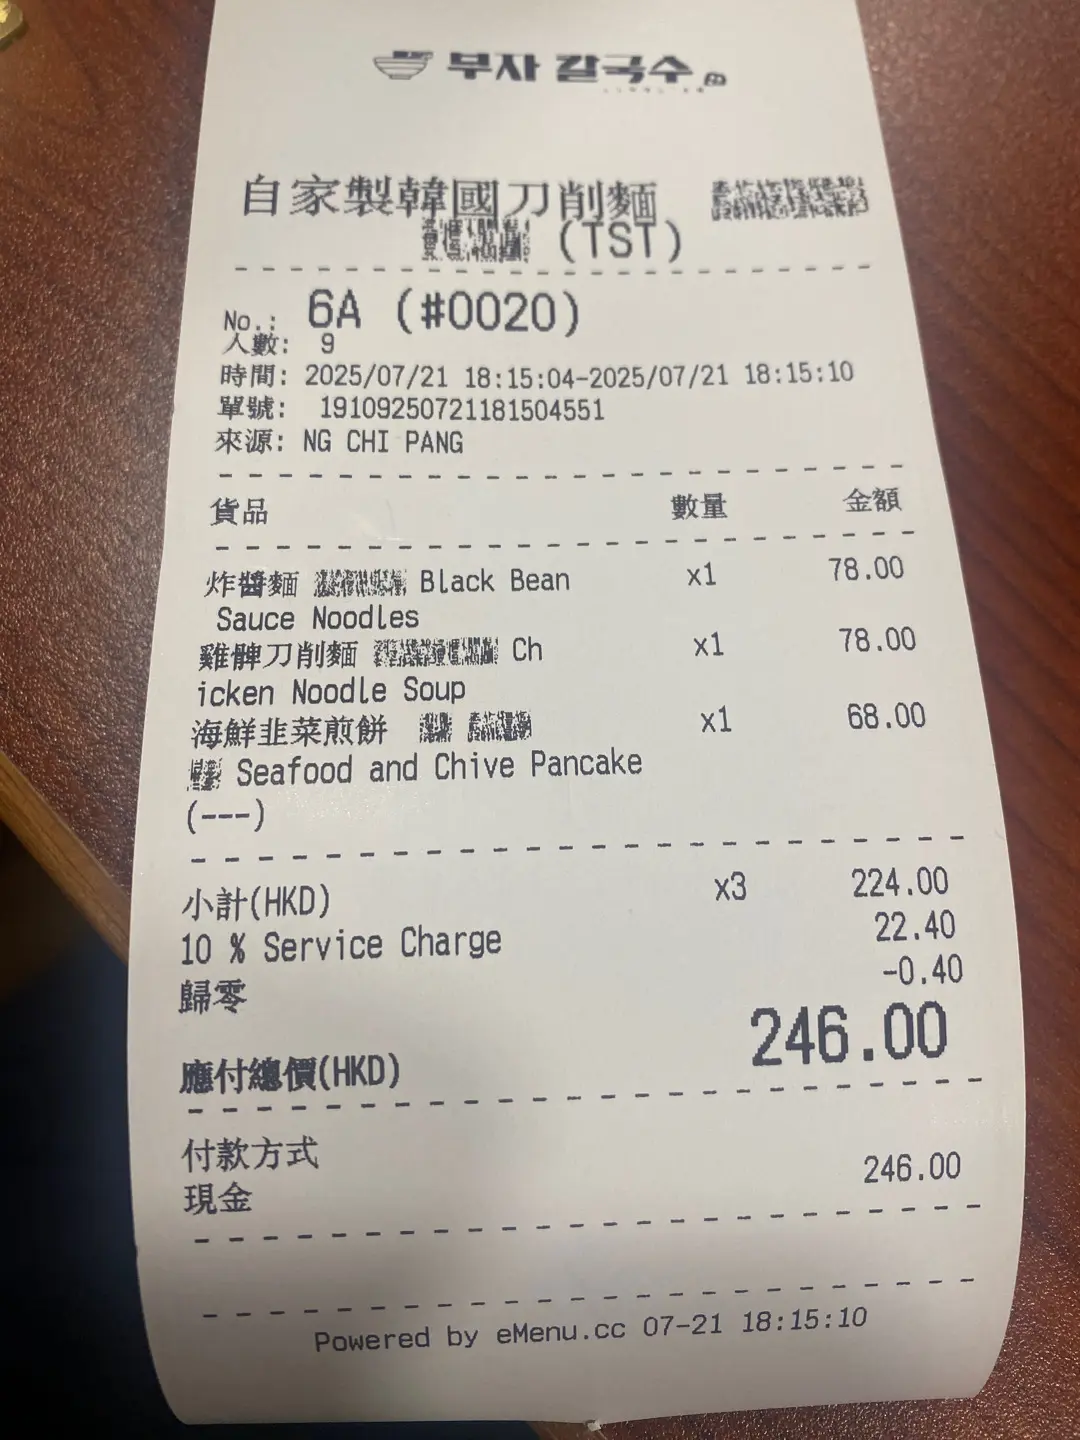 부자 칼국수
自家製韓國刀削麵
(TST)
No.: 6A (#0020)
人數: 9
時間: 2025/07/21 18:15:04-2025/07/21 18:15:10
單號: 19109250721181504551
來源: NG CHI PANG
貨品 數量 金額
炸醬麵 Black Bean x1 78.00
Sauce Noodles
雞髀刀削麵 Ch x1 78.00
icken Noodle Soup
海鮮韭菜煎餅 x1 68.00
Seafood and Chive Pancake
(---)
小計(HKD) x3 224.00
10 % Service Charge 22.40
歸零 -0.40
應付總價(HKD) 246.00
付款方式
現金 246.00
Powered by eMenu.cc 07-21 18:15:10